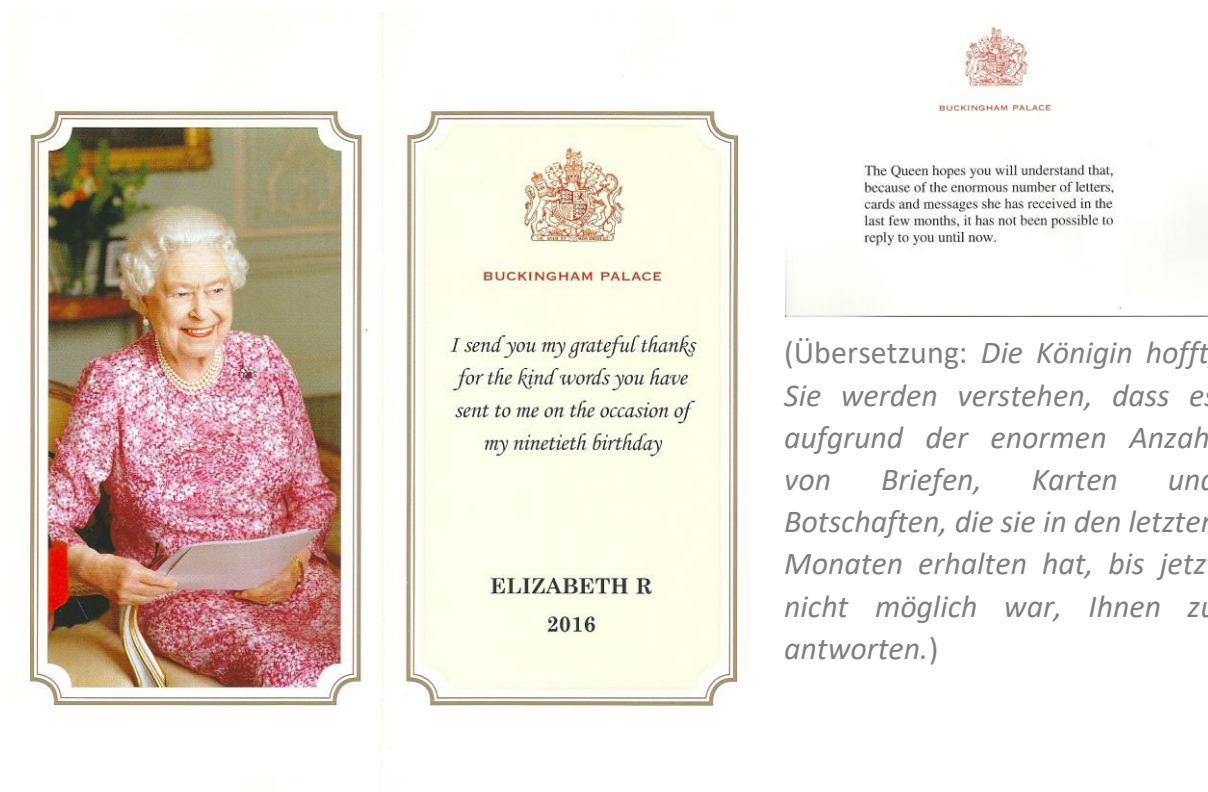 BUCKINGHAM PALACE
I send you my grateful thanks
for the kind words you have
sent to me on the occasion of
my ninetieth birthday
ELIZABETH R
2016
BUCKINGHAM PALACE
The Queen hopes you will understand that,
because of the enormous number of letters,
cards and messages she has received in the
last few months, it has not been possible to
reply to you until now.
(Übersetzung: Die Königin hofft,
Sie werden verstehen, dass es
aufgrund der enormen Anzah
von Briefen, Karten und
Botschaften, die sie in den letzten
Monaten erhalten hat, bis jetzt
nicht möglich war, Ihnen zu
antworten.)